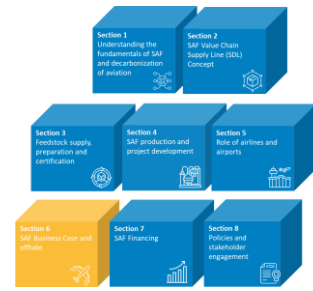 Section 1
Understanding the
fundamentals of SAF
and decarbonization
of aviation
Section 2
SAF Value Chain
Supply Line (SDL)
Concept
Section 3
Feedstock supply,
preparation and
certification
Section 4
SAF production and
project development
Section 5
Role of airlines and
airports
Section 6
SAF Business Case and
offtake
Section 7
SAF Financing
Section 8
Policies and
stakeholder
engagement